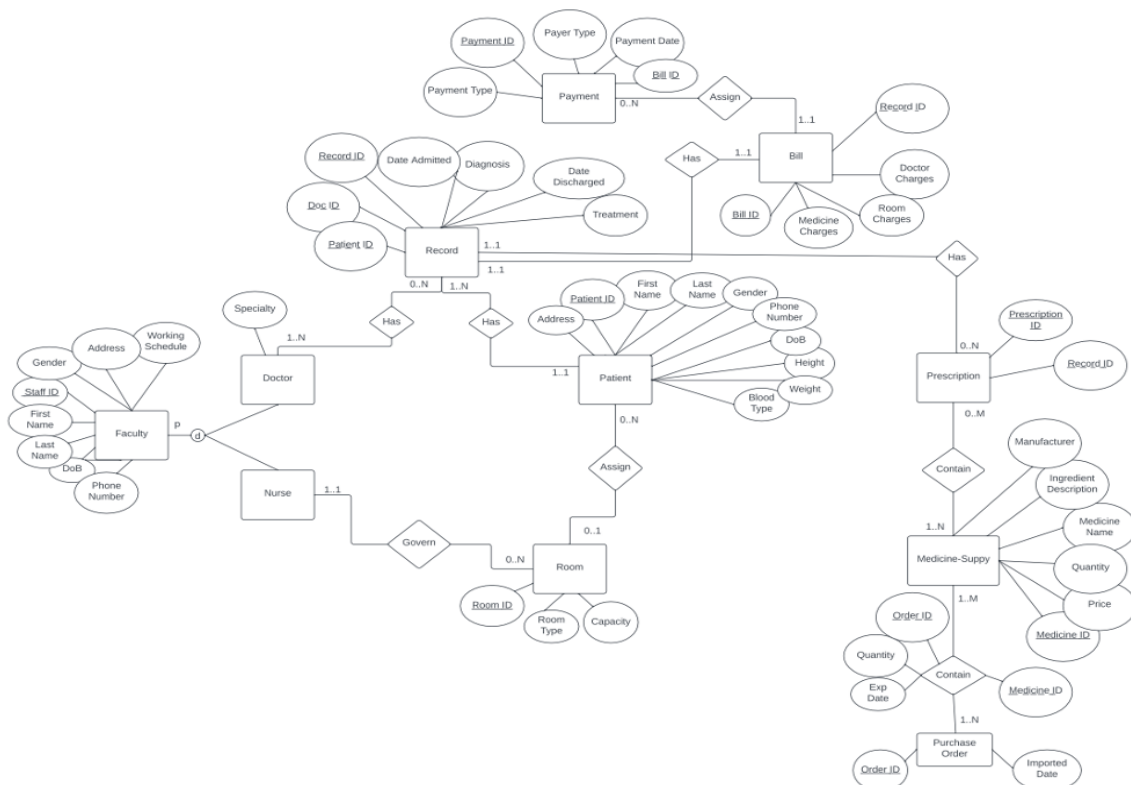 Payer Type
Payment ID
Payment Date
Bill ID
Payment Type
Payment
0..N
Assign
1..1
Record ID
Has
1..1
Bill
Doctor
Charges
Room
Charges
Medicine
Charges
Bill ID
Record ID
Date Admitted
Diagnosis
Date
Discharged
Treatment
Doc ID
Patient ID
Record
1..1
1..1
0..N
1..N
Has
Has
Has
1..N
1..1
Specialty
Doctor
Address
Patient ID
First
Name
Last
Name
Gender
Phone
Number
DoB
Height
Weight
Blood
Type
Patient
0..N
Prescription
ID
Record ID
0..N
Prescription
0..M
Working
Schedule
Address
Gender
Staff ID
First
Name
Last
Name
DoB
Phone
Number
Faculty
p
d
Nurse
1..1
Govern
0..N
Assign
0..1
Room
Room ID
Room
Type
Capacity
Contain
1..N
Manufacturer
Ingredient
Description
Medicine
Name
Quantity
Price
Medicine ID
Medicine-Suppy
1..M
Order ID
Quantity
Exp
Date
Contain
Medicine ID
1..N
Purchase
Order
Order ID
Imported
Date